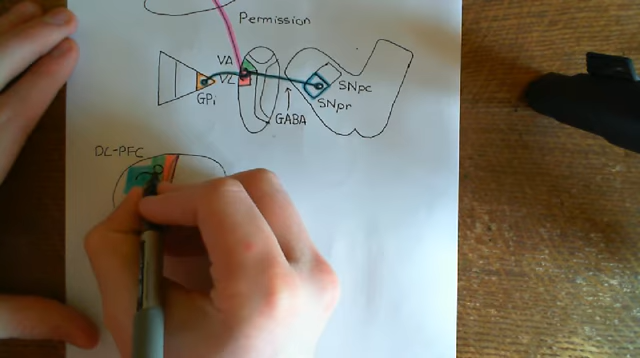 Permission
VA
VL
GPi
SNpc
SNpr
GABA
DL-PFC